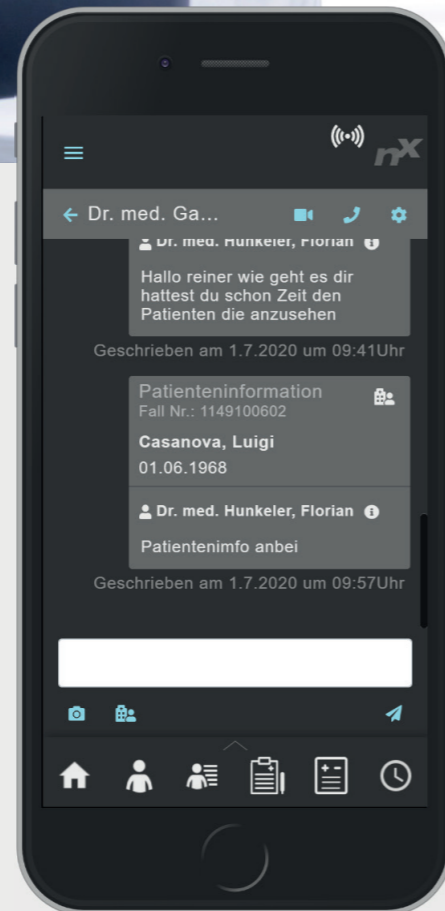 nx
Dr. med. Ga...
Dr. med. Hunkeler, Florian
Hallo reiner wie geht es dir
hattest du schon Zeit den
Patienten die anzusehen
Geschrieben am 1.7.2020 um 09:41Uhr
Patienteninformation
Fall Nr.: 1149100602
Casanova, Luigi
01.06.1968
Dr. med. Hunkeler, Florian
Patientenimfo anbei
Geschrieben am 1.7.2020 um 09:57Uhr